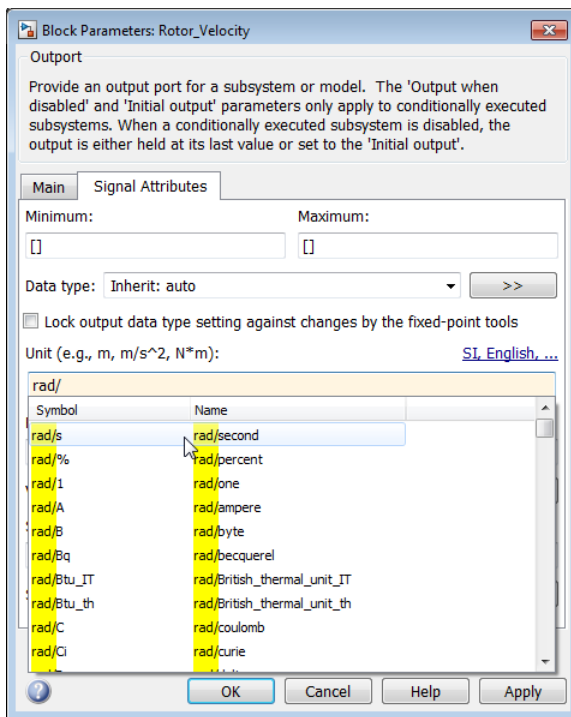 Block Parameters: Rotor_Velocity
Outport
Provide an output port for a subsystem or model. The 'Output when
disabled' and 'Initial output' parameters only apply to conditionally executed
subsystems. When a conditionally executed subsystem is disabled, the
output is either held at its last value or set to the 'Initial output'.
Main Signal Attributes
Minimum: Maximum:
[] []
Data type: Inherit: auto >>
Lock output data type setting against changes by the fixed-point tools
Unit (e.g., m, m/s^2, N*m): SI, English, ...
rad/
Symbol Name
rad/s rad/second
rad/% rad/percent
rad/1 rad/one
rad/A rad/ampere
rad/B rad/byte
rad/Bq rad/becquerel
rad/Btu_IT rad/British_thermal_unit_IT
rad/Btu_th rad/British_thermal_unit_th
rad/C rad/coulomb
rad/Ci rad/curie
OK Cancel Help Apply